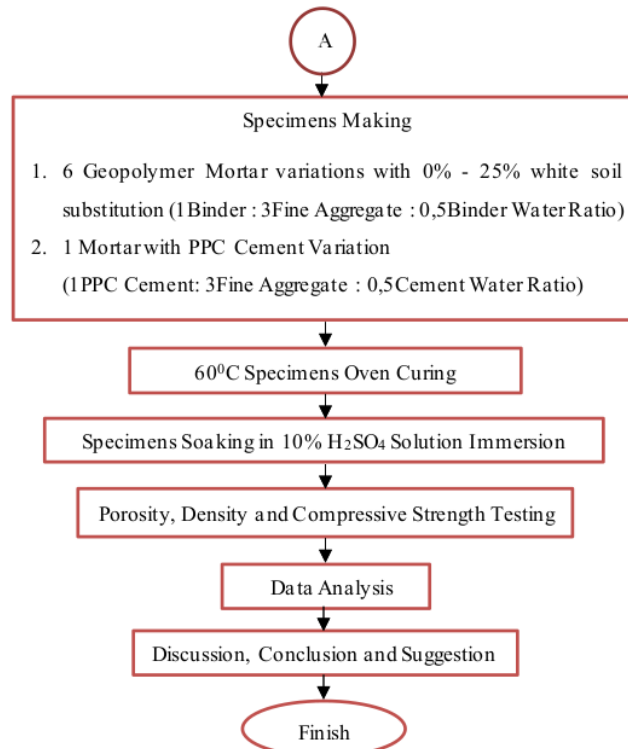 A
Specimens Making
1. 6 Geopolymer Mortar variations with 0% - 25% white soil
substitution (1Binder : 3Fine Aggregate : 0,5Binder Water Ratio)
2. 1 Mortar with PPC Cement Variation
(1PPC Cement: 3Fine Aggregate : 0,5Cement Water Ratio)
60⁰C Specimens Oven Curing
Specimens Soaking in 10% H₂SO₄ Solution Immersion
Porosity, Density and Compressive Strength Testing
Data Analysis
Discussion, Conclusion and Suggestion
Finish